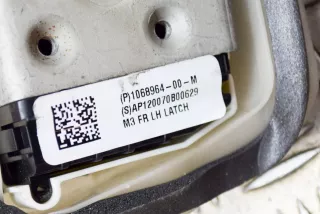 (P)1068964-00-M
(S)AP120070B00629
M3 FR LH LATCH